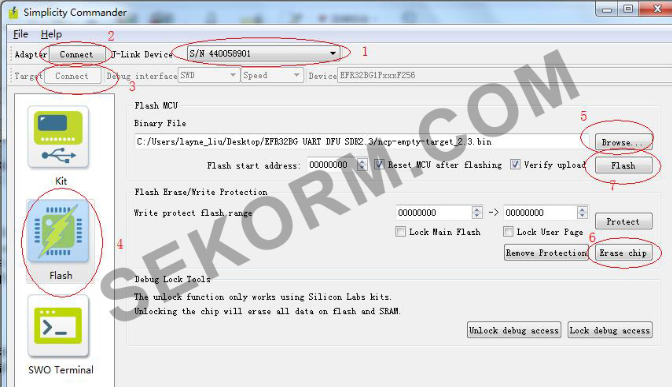 Simplicity Commander
File Help
2
1
Adapter Connect J-Link Device S/N 440058901
Target Connect Debug interface SWD Speed Device EFR32BG1PxxxF256
3
Flash MCU
Binary File
5
C:/Users/layne_liu/Desktop/EFR32BG UART DFU SDK2.3/ncp-empty-target_2.3.bin Browse...
Flash start address: 00000000 Reset MCU after flashing Verify upload Flash
7
Kit
Flash Erase/Write Protection
Write protect flash range 00000000 -> 00000000 Protect
Lock Main Flash Lock User Page
6
Remove Protection Erase chip
4
Flash
Debug Lock Tools
The unlock function only works using Silicon Labs kits.
Unlocking the chip will erase all data on flash and SRAM.
Unlock debug access Lock debug access
SWO Terminal
SEKORM.COM